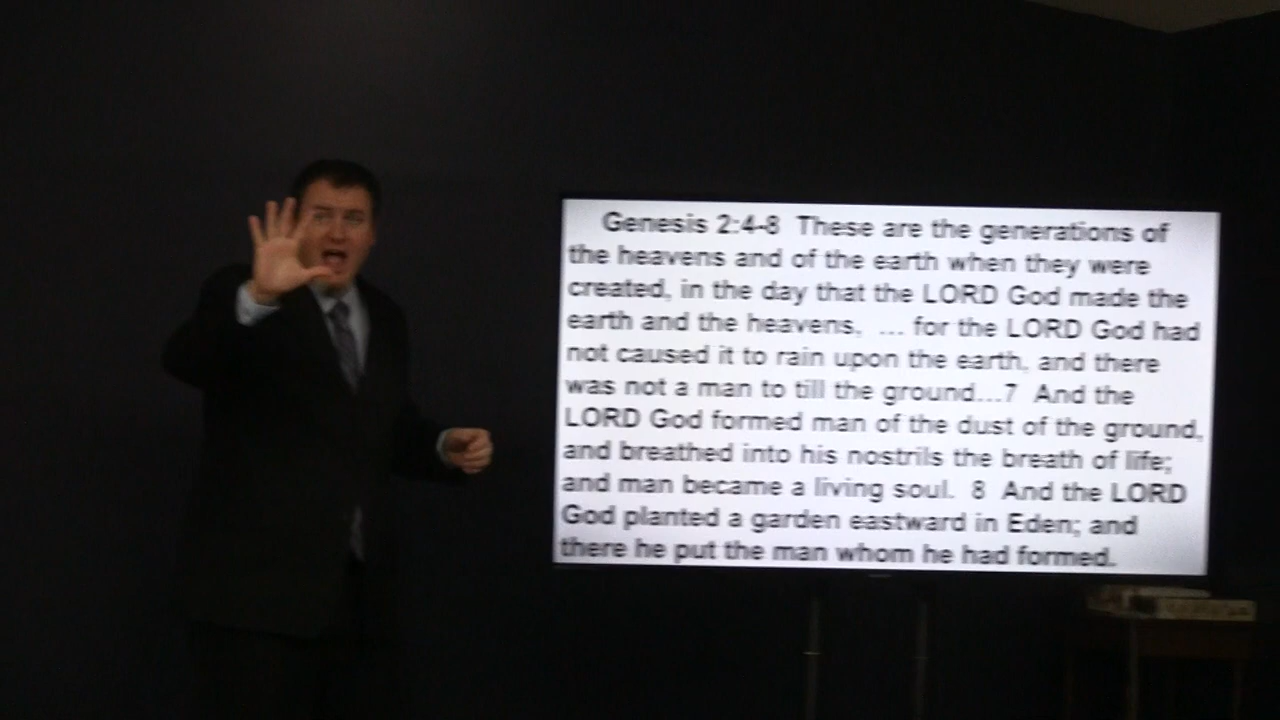 Genesis 2:4-8 These are the generations of
the heavens and of the earth when they were
created, in the day that the LORD God made the
earth and the heavens, ... for the LORD God had
not caused it to rain upon the earth, and there
was not a man to till the ground...7 And the
LORD God formed man of the dust of the ground,
and breathed into his nostrils the breath of life;
and man became a living soul. 8 And the LORD
God planted a garden eastward in Eden; and
there he put the man whom he had formed.